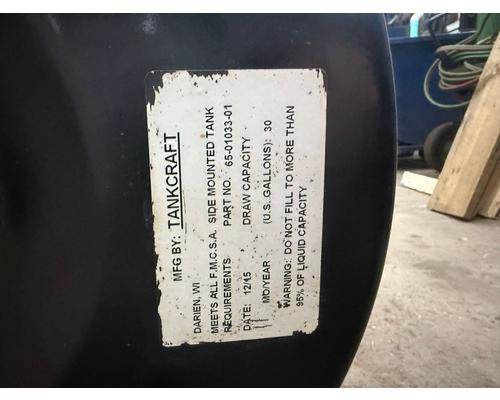 MFG BY: TANKCRAFT
DARIEN, WI
MEETS ALL F.M.C.S.A. SIDE MOUNTED TANK
REQUIREMENTS PART NO. 65-01033-01
DATE: 12/15 DRAW CAPACITY
MO/YEAR (U.S. GALLONS): 30
WARNING: DO NOT FILL TO MORE THAN
95% OF LIQUID CAPACITY